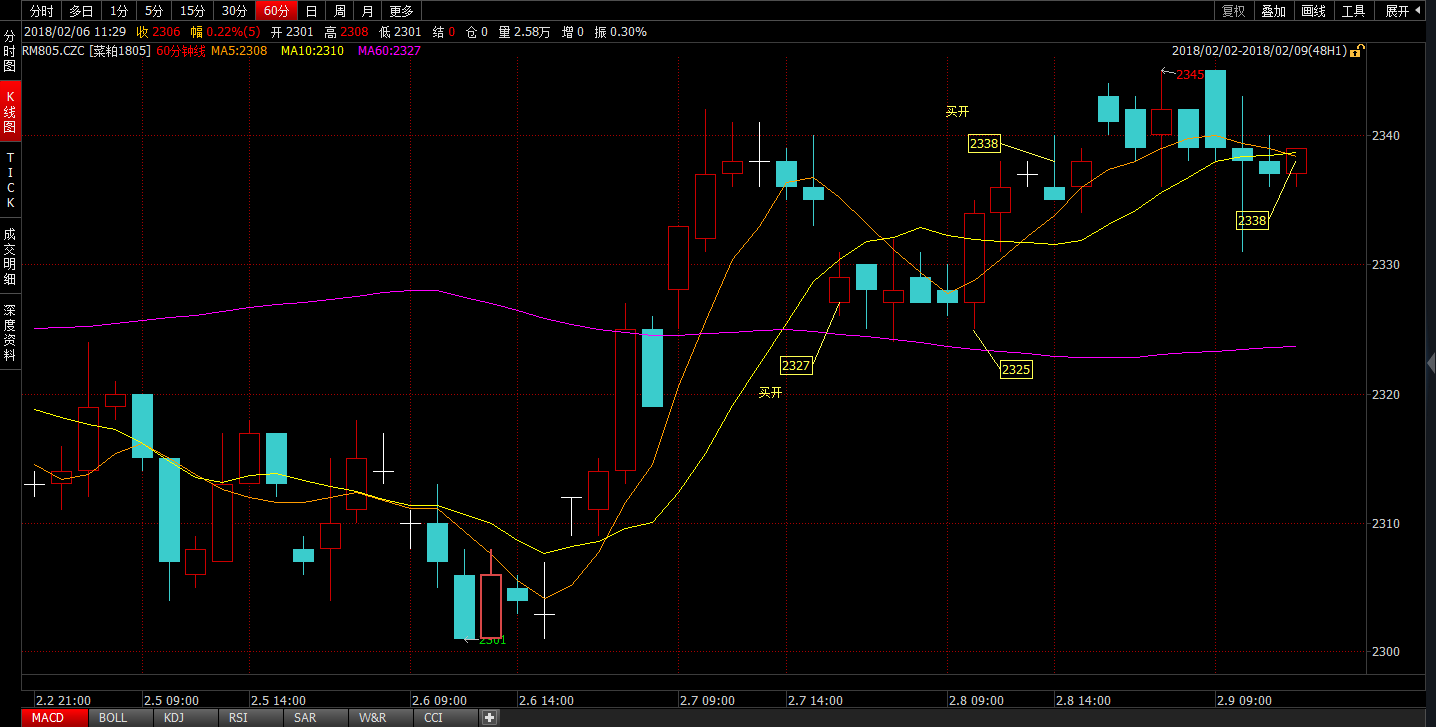 分时 多日 1分 5分 15分 30分 60分 日 周 月 更多 复权 叠加 画线 工具 展开
2018/02/06 11:29 收 2306 幅 0.22%(5) 开 2301 高 2308 低 2301 结 0 仓 0 量 2.58万 增 0 振 0.30%
RM805.CZC [菜粕1805] 60分钟线 MA5:2308 MA10:2310 MA60:2327 2018/02/02-2018/02/09(48H1)
分时图
K线图
TICK
成交明细
深度资料
2345
买开
2340
2338
2338
2330
2327
2325
买开
2320
2310
2301
2300
2.2 21:00 2.5 09:00 2.5 14:00 2.6 09:00 2.6 14:00 2.7 09:00 2.7 14:00 2.8 09:00 2.8 14:00 2.9 09:00
MACD BOLL KDJ RSI SAR W&R CCI